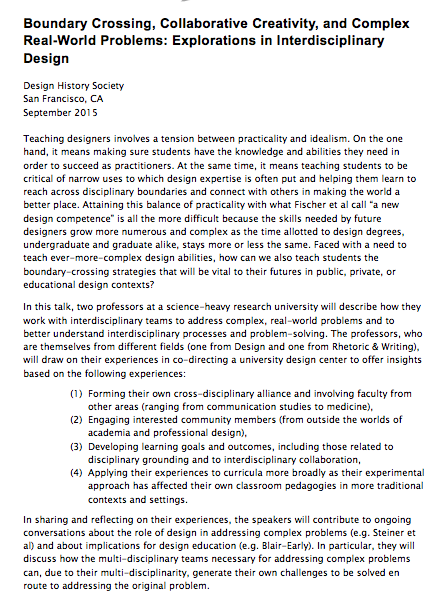 Boundary Crossing, Collaborative Creativity, and Complex
Real-World Problems: Explorations in Interdisciplinary
Design
Design History Society
San Francisco, CA
September 2015
Teaching designers involves a tension between practicality and idealism. On the one
hand, it means making sure students have the knowledge and abilities they need in
order to succeed as practitioners. At the same time, it means teaching students to be
critical of narrow uses to which design expertise is often put and helping them learn to
reach across disciplinary boundaries and connect with others in making the world a
better place. Attaining this balance of practicality with what Fischer et al call “a new
design competence” is all the more difficult because the skills needed by future
designers grow more numerous and complex as the time allotted to design degrees,
undergraduate and graduate alike, stays more or less the same. Faced with a need to
teach ever-more-complex design abilities, how can we also teach students the
boundary-crossing strategies that will be vital to their futures in public, private, or
educational design contexts?
In this talk, two professors at a science-heavy research university will describe how they
work with interdisciplinary teams to address complex, real-world problems and to
better understand interdisciplinary processes and problem-solving. The professors, who
are themselves from different fields (one from Design and one from Rhetoric & Writing),
will draw on their experiences in co-directing a university design center to offer insights
based on the following experiences:
(1) Forming their own cross-disciplinary alliance and involving faculty from
other areas (ranging from communication studies to medicine),
(2) Engaging interested community members (from outside the worlds of
academia and professional design),
(3) Developing learning goals and outcomes, including those related to
disciplinary grounding and to interdisciplinary collaboration,
(4) Applying their experiences to curricula more broadly as their experimental
approach has affected their own classroom pedagogies in more traditional
contexts and settings.
In sharing and reflecting on their experiences, the speakers will contribute to ongoing
conversations about the role of design in addressing complex problems (e.g. Steiner et
al) and about implications for design education (e.g. Blair-Early). In particular, they will
discuss how the multi-disciplinary teams necessary for addressing complex problems
can, due to their multi-disciplinarity, generate their own challenges to be solved en
route to addressing the original problem.